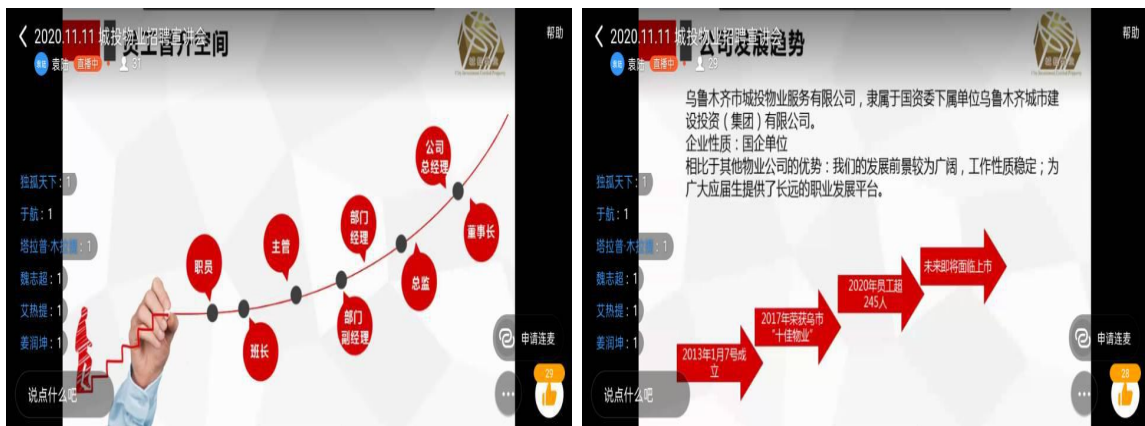 2020.11.11 城投物业招聘宣讲会
员工晋升空间
帮助
袁陆
直播中
31
公司
总经理
董事长
部门
经理
总监
主管
部门
副经理
职员
班长
独孤天下：1
于航：1
塔拉普·木拉提：1
魏志超：1
艾热提：1
姜润坤：1
申请连麦
说点什么吧
29
2020.11.11 城投物业招聘宣讲会
公司发展趋势
帮助
袁陆
直播中
29
乌鲁木齐市城投物业服务有限公司，隶属于国资委下属单位乌鲁木齐城市建
设投资（集团）有限公司。
企业性质：国企单位
相比于其他物业公司的优势：我们的发展前景较为广阔，工作性质稳定；为
广大应届生提供了长远的职业发展平台。
2013年1月7号成
立
2017年荣获乌市
“十佳物业”
2020年员工超
245人
未来即将面临上市
独孤天下：1
于航：1
塔拉普·木拉提：1
魏志超：1
艾热提：1
姜润坤：1
申请连麦
说点什么吧
28